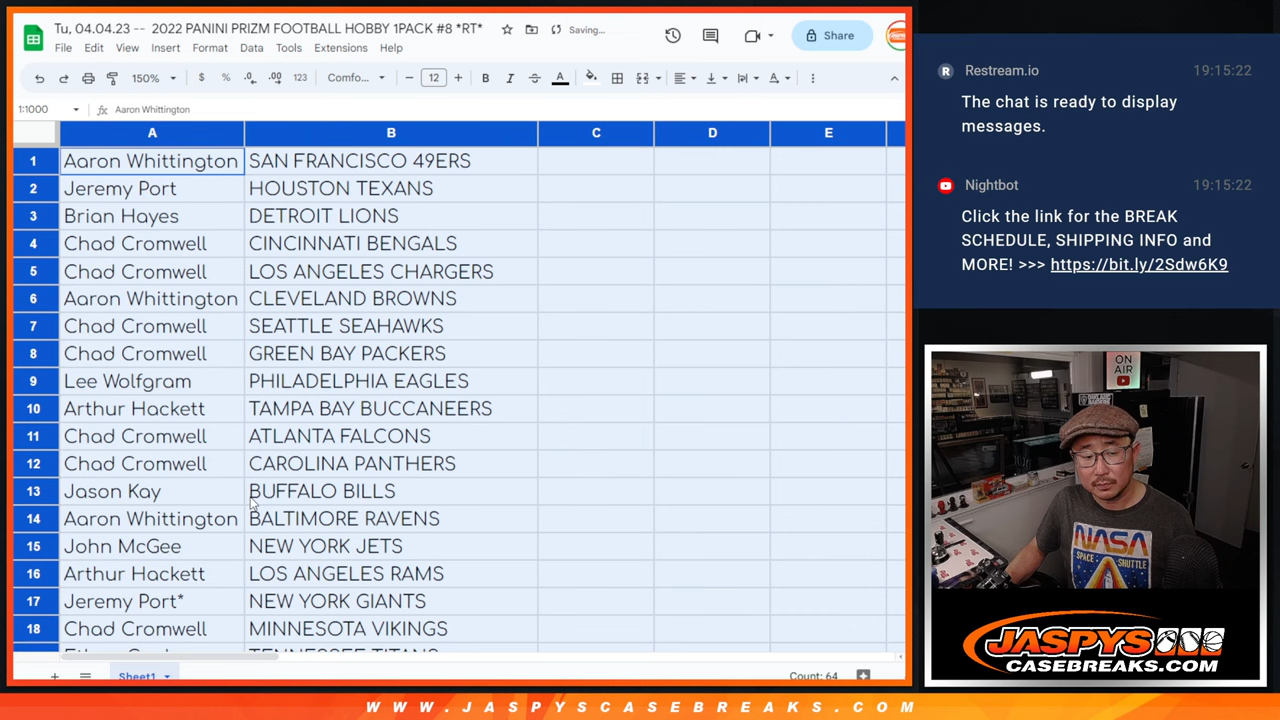 Tu, 04.04.23 -- 2022 PANINI PRIZM FOOTBALL HOBBY 1PACK #8 *RT*
Saving...
File Edit View Insert Format Data Tools Extensions Help
Share
150% $ % .0 .00 123 Comfo... 12 B I A
1:1000 fx Aaron Whittington
A B C D E
1 Aaron Whittington SAN FRANCISCO 49ERS
2 Jeremy Port HOUSTON TEXANS
3 Brian Hayes DETROIT LIONS
4 Chad Cromwell CINCINNATI BENGALS
5 Chad Cromwell LOS ANGELES CHARGERS
6 Aaron Whittington CLEVELAND BROWNS
7 Chad Cromwell SEATTLE SEAHAWKS
8 Chad Cromwell GREEN BAY PACKERS
9 Lee Wolfgram PHILADELPHIA EAGLES
10 Arthur Hackett TAMPA BAY BUCCANEERS
11 Chad Cromwell ATLANTA FALCONS
12 Chad Cromwell CAROLINA PANTHERS
13 Jason Kay BUFFALO BILLS
14 Aaron Whittington BALTIMORE RAVENS
15 John McGee NEW YORK JETS
16 Arthur Hackett LOS ANGELES RAMS
17 Jeremy Port* NEW YORK GIANTS
18 Chad Cromwell MINNESOTA VIKINGS
TENNESSEE TITANS
Sheet1
Count: 64
R Restream.io 19:15:22
The chat is ready to display
messages.
Nightbot 19:15:22
Click the link for the BREAK
SCHEDULE, SHIPPING INFO and
MORE! >>> https://bit.ly/2Sdw6K9
ON
AIR
NASA
SPACE SHUTTLE
JASPYS
CASEBREAKS.COM
WWW.JASPYSCASEBREAKS.COM